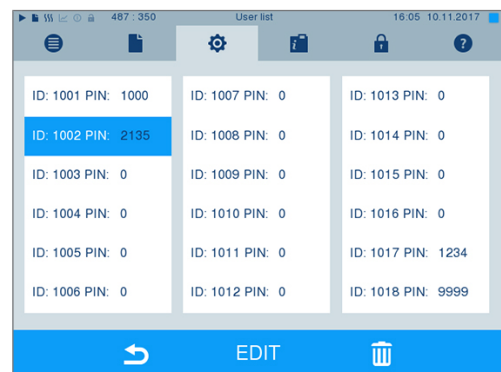 487 : 350 User list 16:05 10.11.2017
ID: 1001 PIN: 1000
ID: 1002 PIN: 2135
ID: 1003 PIN: 0
ID: 1004 PIN: 0
ID: 1005 PIN: 0
ID: 1006 PIN: 0
ID: 1007 PIN: 0
ID: 1008 PIN: 0
ID: 1009 PIN: 0
ID: 1010 PIN: 0
ID: 1011 PIN: 0
ID: 1012 PIN: 0
ID: 1013 PIN: 0
ID: 1014 PIN: 0
ID: 1015 PIN: 0
ID: 1016 PIN: 0
ID: 1017 PIN: 1234
ID: 1018 PIN: 9999
EDIT